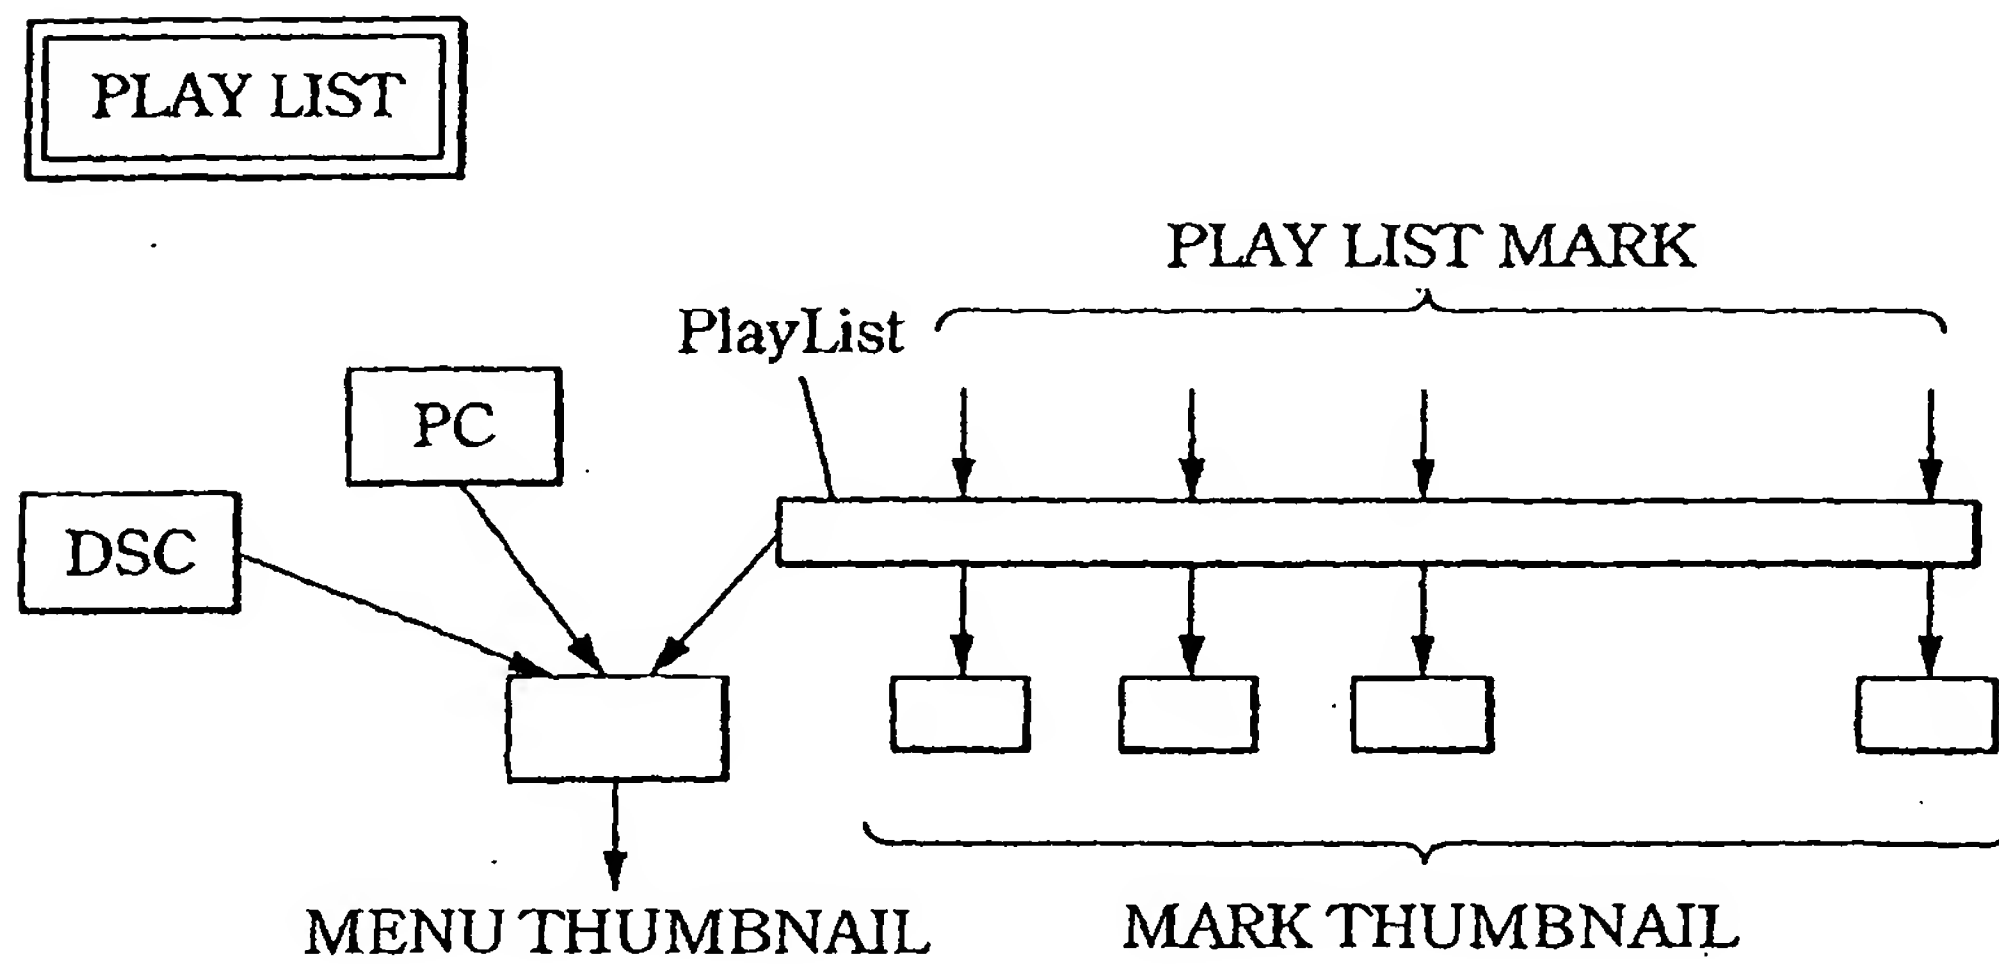 PLAY LIST
PLAY LIST MARK
PlayList
PC
DSC
MENU THUMBNAIL
MARK THUMBNAIL